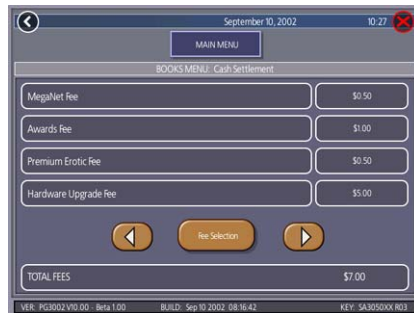 September 10, 2002 10:27
MAIN MENU
BOOKS MENU: Cash Settlement
MegaNet Fee $0.50
Awards Fee $1.00
Premium Erotic Fee $0.50
Hardware Upgrade Fee $5.00
Fee Selection
TOTAL FEES $7.00
VER: PG3002 V10.00 - Beta 1.00 BUILD: Sep 10 2002 08:16:42 KEY: SA3050XX R03